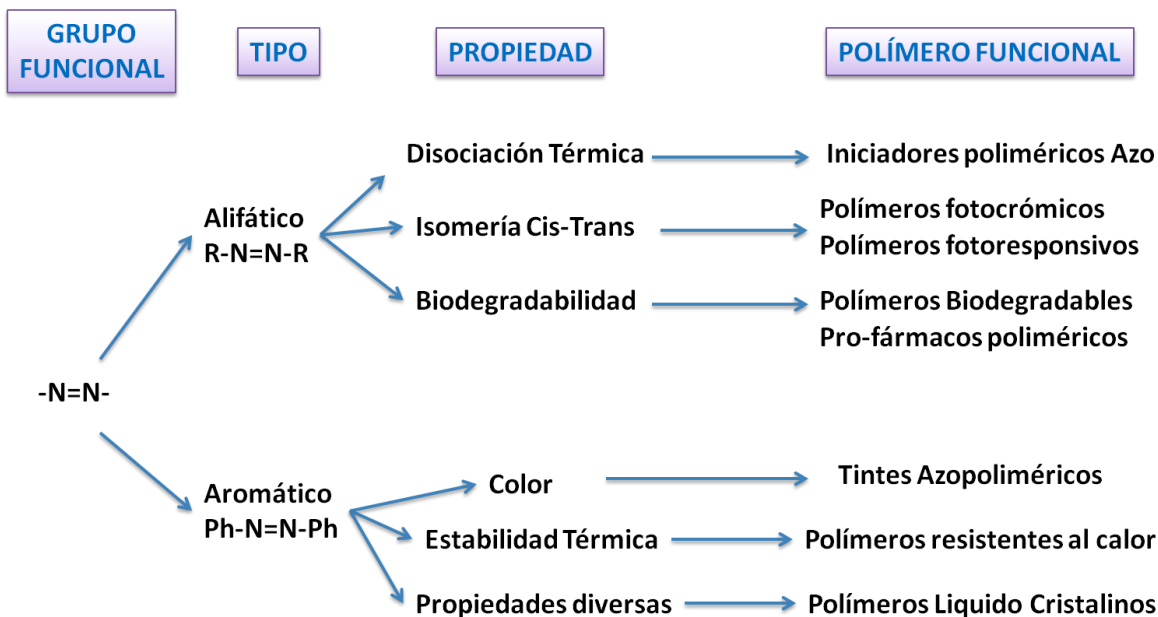 GRUPO
FUNCIONAL
TIPO
PROPIEDAD
POLÍMERO FUNCIONAL
Disociación Térmica
Iniciadores poliméricos Azo
Alifático
R-N=N-R
Isomería Cis-Trans
Polímeros fotocrómicos
Polímeros fotoresponsivos
Biodegradabilidad
Polímeros Biodegradables
Pro-fármacos poliméricos
-N=N-
Aromático
Ph-N=N-Ph
Color
Tintes Azopoliméricos
Estabilidad Térmica
Polímeros resistentes al calor
Propiedades diversas
Polímeros Liquido Cristalinos